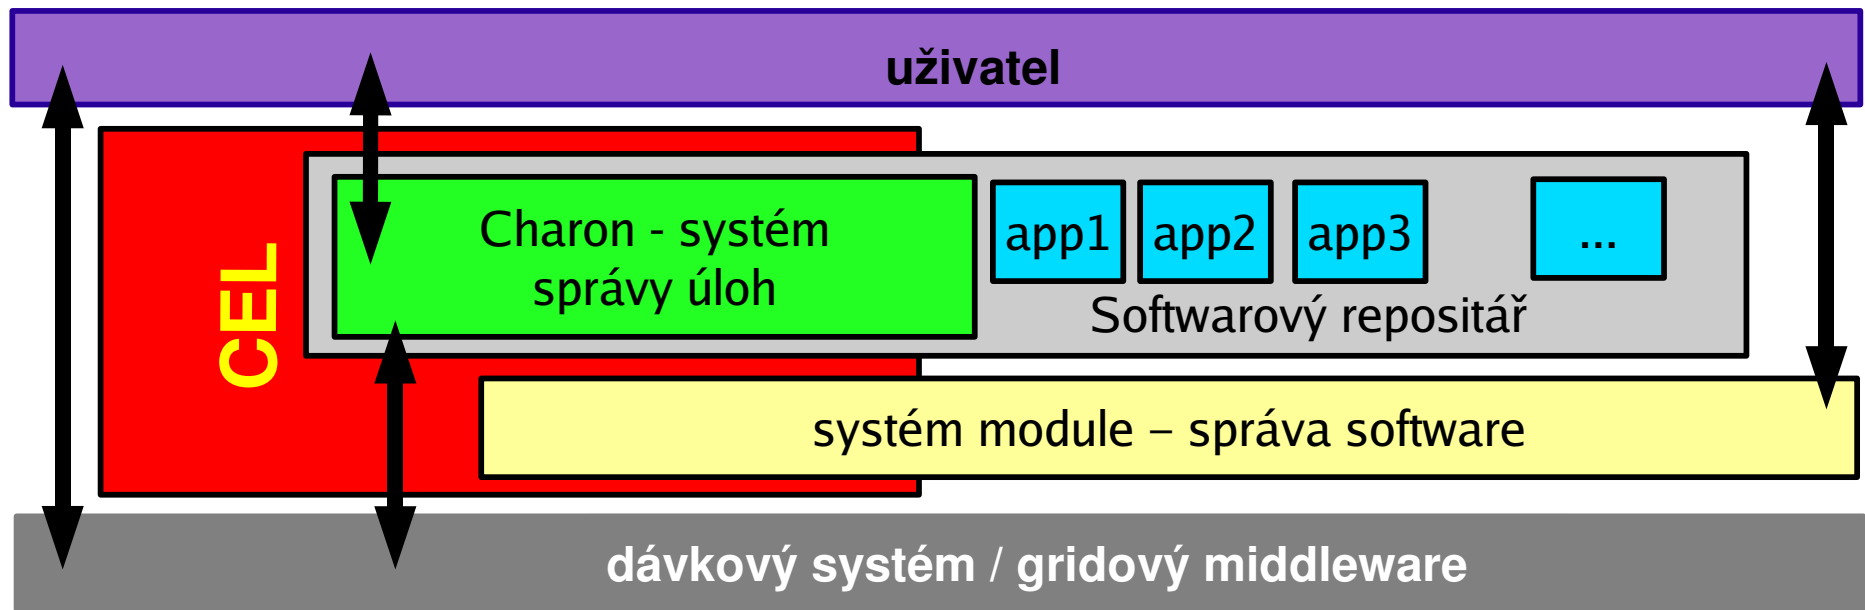 uživatel
CEL
Charon - systém
správy úloh
app1
app2
app3
...
Softwarový repositář
systém module – správa software
dávkový systém / gridový middleware